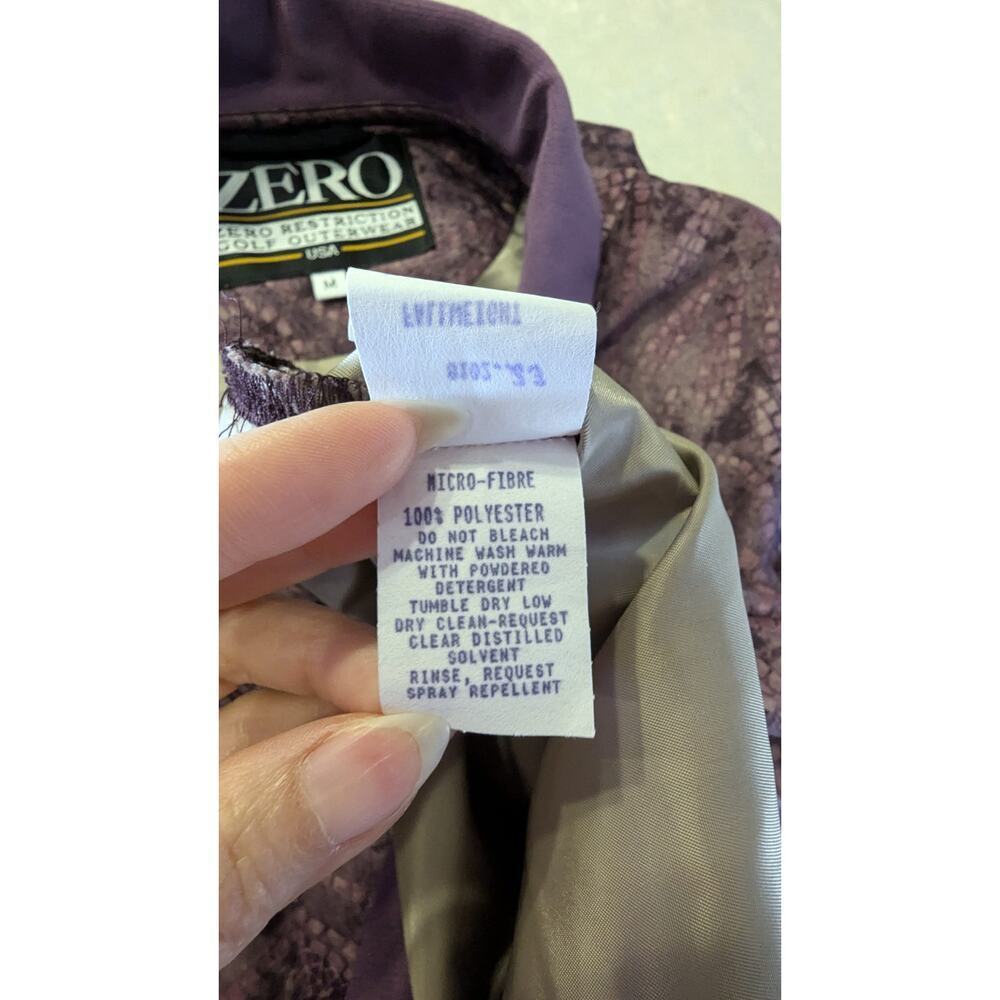 ZERO
ZERO RESTRICTION
GOLF OUTERWEAR
USA
M
MICRO-FIBRE
100% POLYESTER
DO NOT BLEACH
MACHINE WASH WARM
WITH POWDERED
DETERGENT
TUMBLE DRY LOW
DRY CLEAN-REQUEST
CLEAR DISTILLED
SOLVENT
RINSE, REQUEST
SPRAY REPELLENT